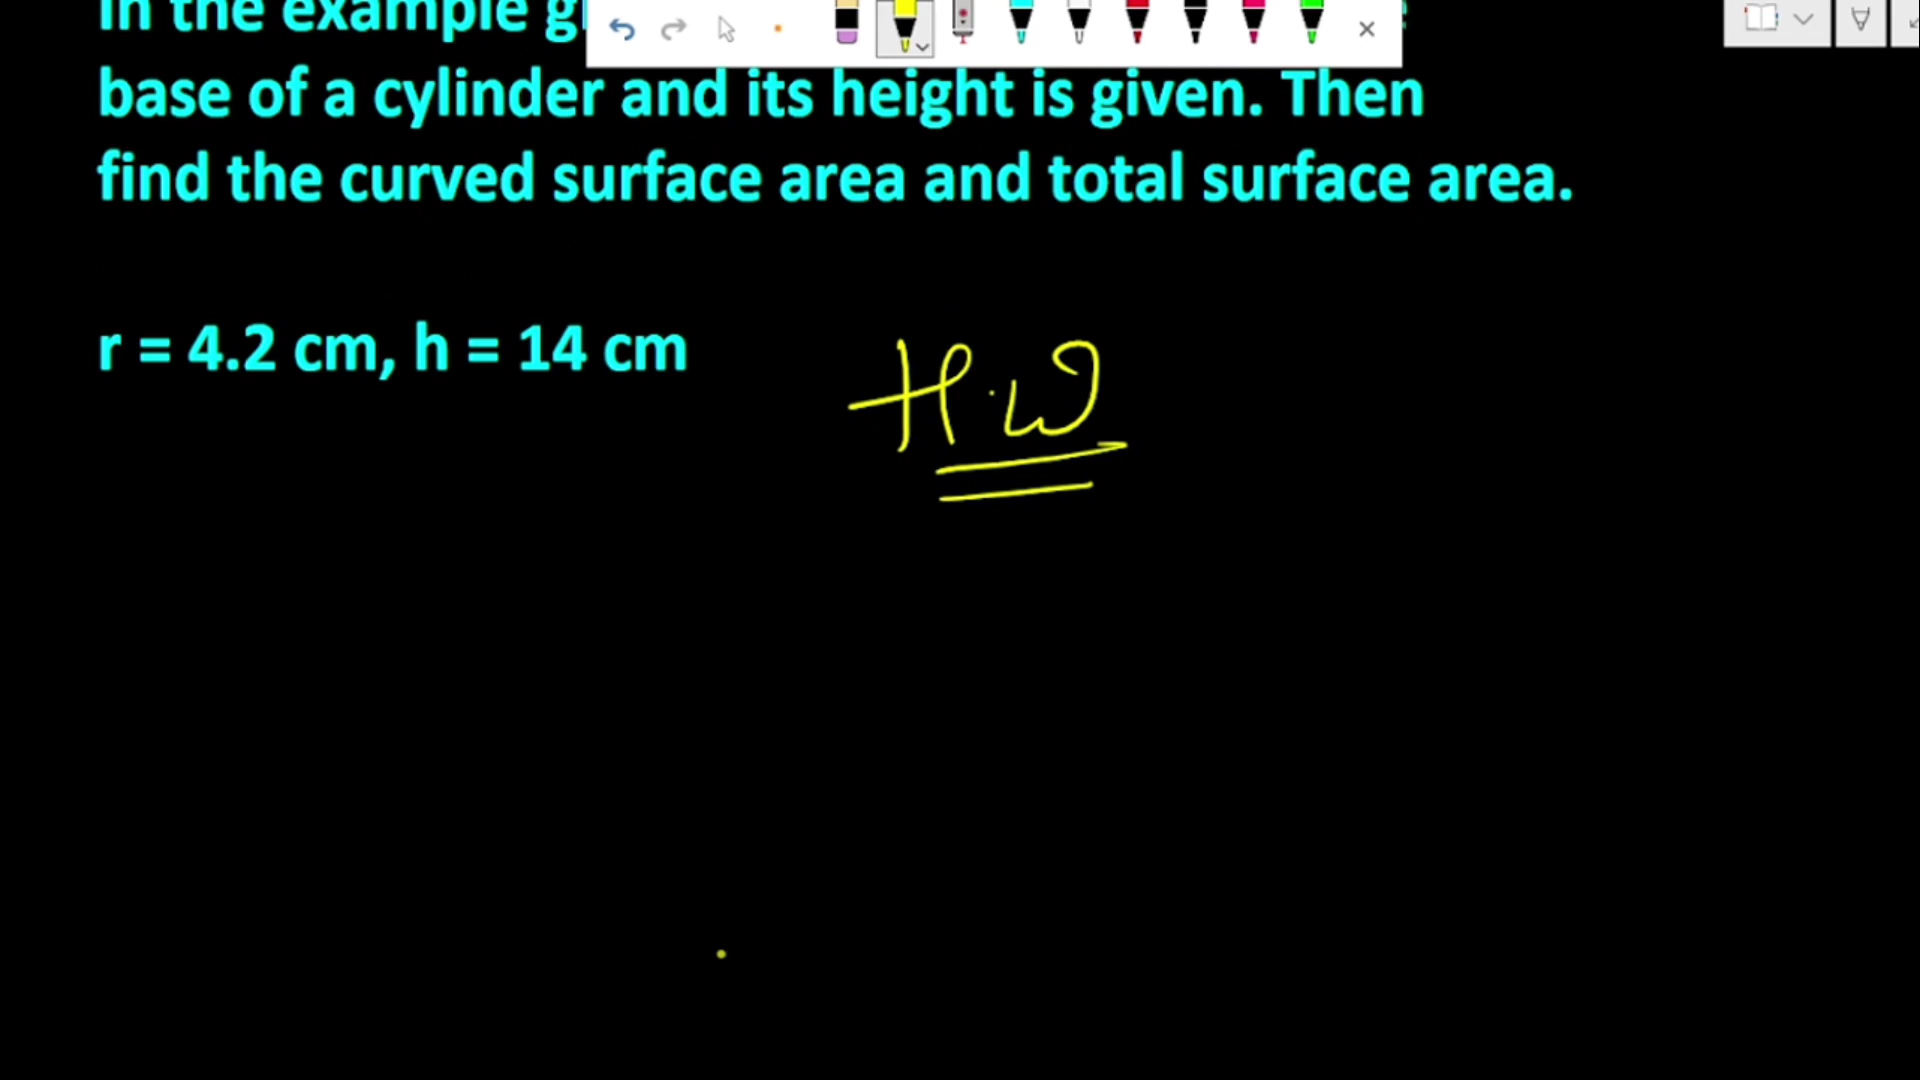 In the example
base of a cylinder and its height is given. Then
find the curved surface area and total surface area.
r = 4.2 cm, h = 14 cm
H.W